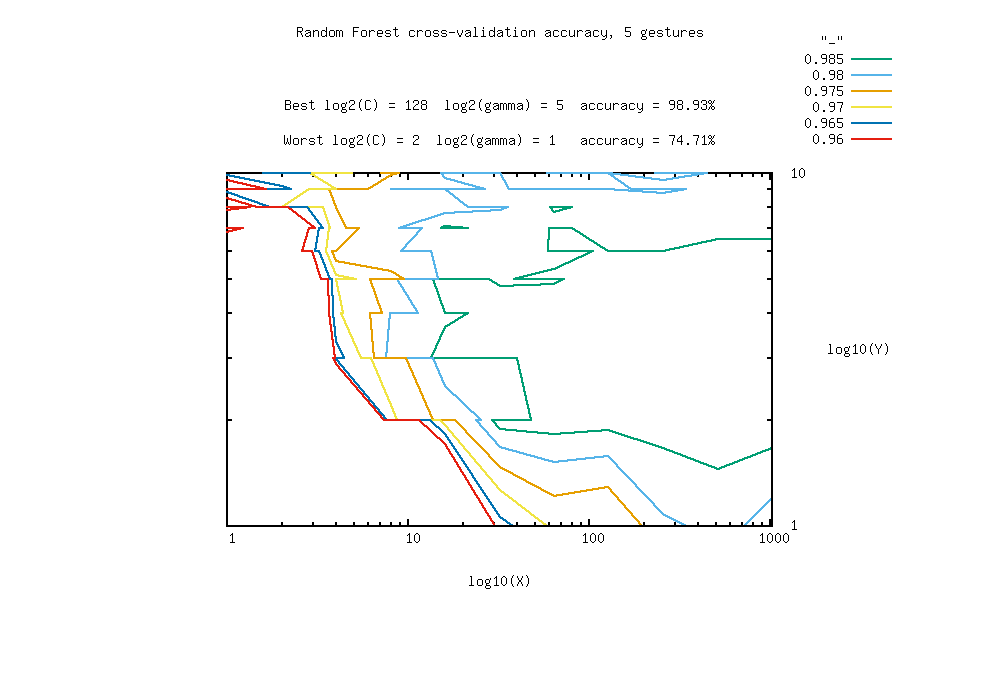 Random Forest cross-validation accuracy, 5 gestures
"_"
0.985
0.98
0.975
0.97
0.965
0.96
Best log2(C) = 128  log2(gamma) = 5  accuracy = 98.93%
Worst log2(C) = 2  log2(gamma) = 1   accuracy = 74.71%
10
log10(Y)
1
1 10 100 1000
log10(X)